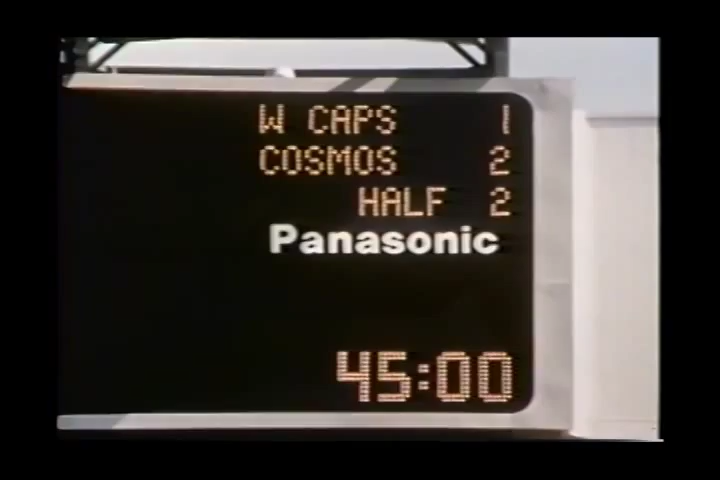 W CAPS 1
COSMOS 2
HALF 2
Panasonic
45:00